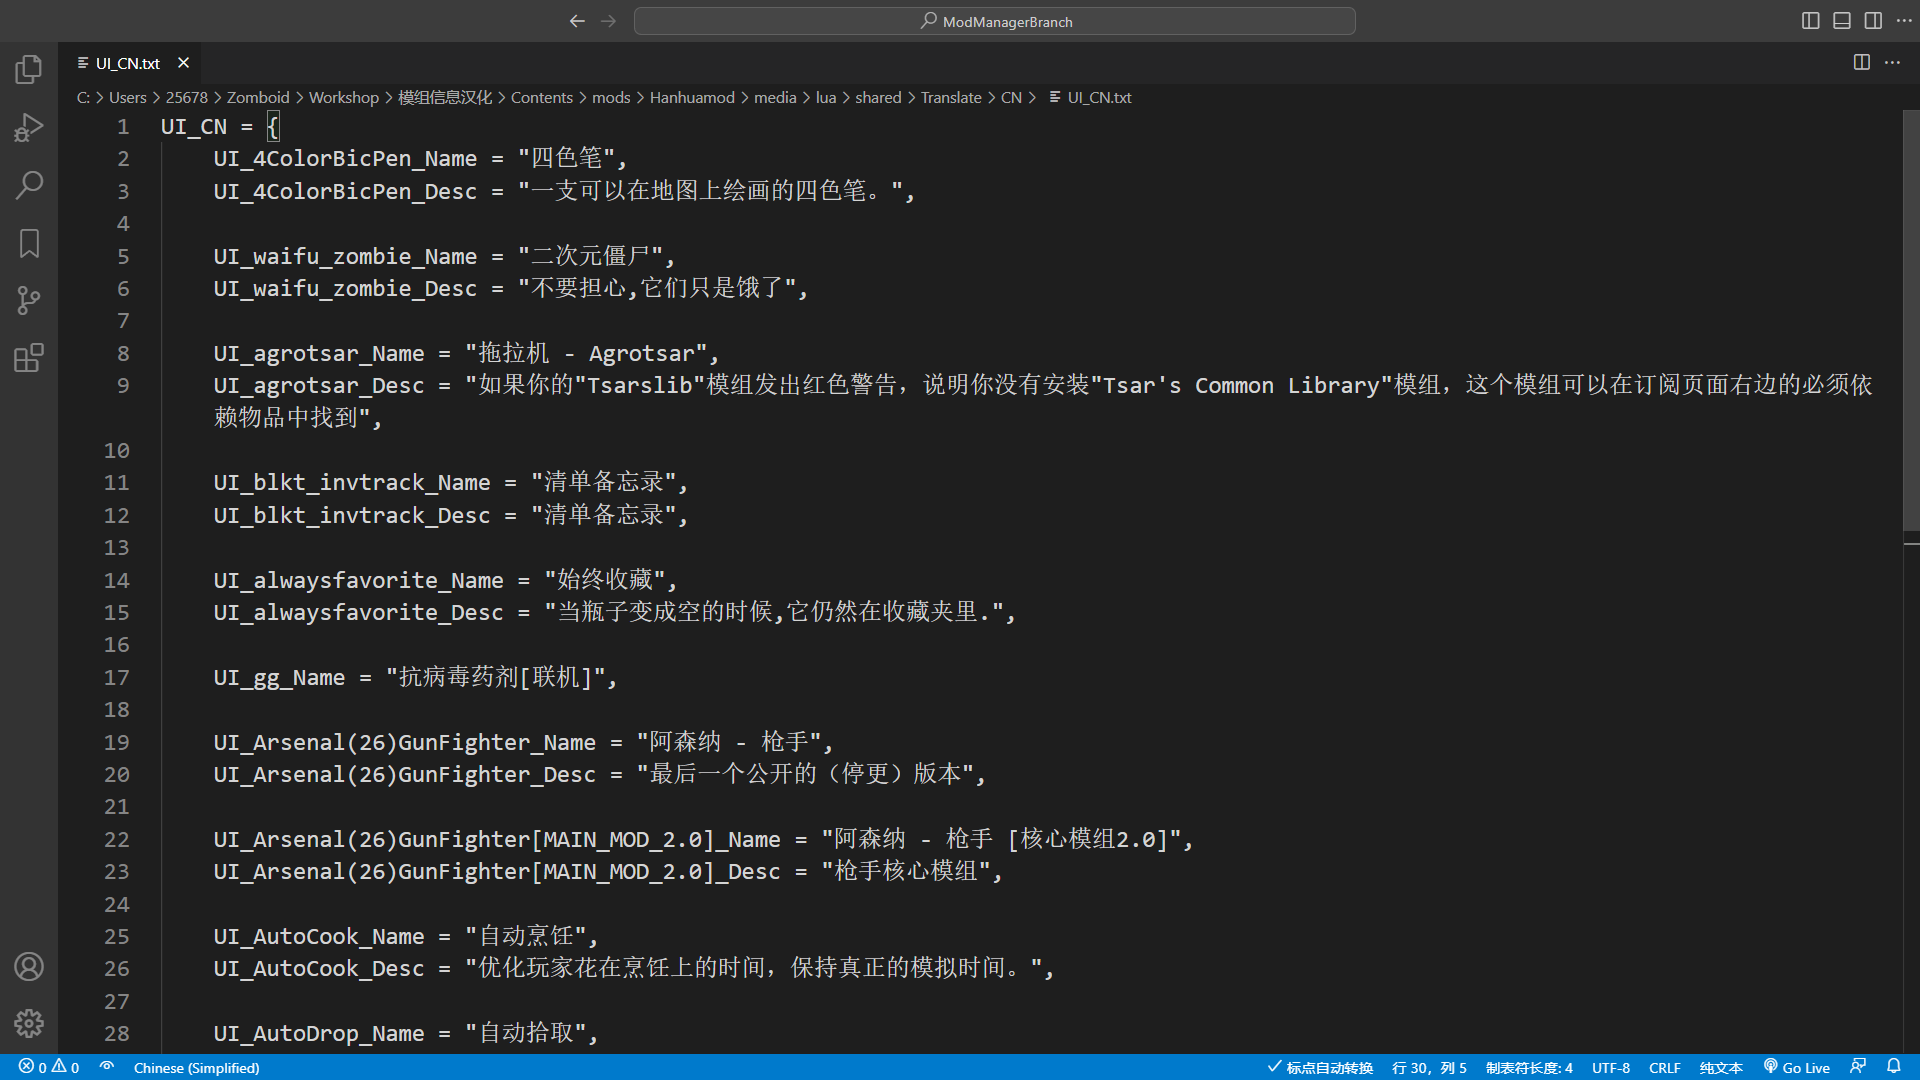 ModManagerBranch
UI_CN.txt
C: > Users > 25678 > Zomboid > Workshop > 模组信息汉化 > Contents > mods > Hanhuamod > media > lua > shared > Translate > CN > UI_CN.txt
1 UI_CN = {
2 UI_4ColorBicPen_Name = "四色笔",
3 UI_4ColorBicPen_Desc = "一支可以在地图上绘画的四色笔。",
4
5 UI_waifu_zombie_Name = "二次元僵尸",
6 UI_waifu_zombie_Desc = "不要担心,它们只是饿了",
7
8 UI_agrotsar_Name = "拖拉机 - Agrotsar",
9 UI_agrotsar_Desc = "如果你的"Tsarslib"模组发出红色警告，说明你没有安装"Tsar's Common Library"模组，这个模组可以在订阅页面右边的必须依
赖物品中找到",
10
11 UI_blkt_invtrack_Name = "清单备忘录",
12 UI_blkt_invtrack_Desc = "清单备忘录",
13
14 UI_alwaysfavorite_Name = "始终收藏",
15 UI_alwaysfavorite_Desc = "当瓶子变成空的时候,它仍然在收藏夹里.",
16
17 UI_gg_Name = "抗病毒药剂[联机]",
18
19 UI_Arsenal(26)GunFighter_Name = "阿森纳 - 枪手",
20 UI_Arsenal(26)GunFighter_Desc = "最后一个公开的（停更）版本",
21
22 UI_Arsenal(26)GunFighter[MAIN_MOD_2.0]_Name = "阿森纳 - 枪手 [核心模组2.0]",
23 UI_Arsenal(26)GunFighter[MAIN_MOD_2.0]_Desc = "枪手核心模组",
24
25 UI_AutoCook_Name = "自动烹饪",
26 UI_AutoCook_Desc = "优化玩家花在烹饪上的时间，保持真正的模拟时间。",
27
28 UI_AutoDrop_Name = "自动拾取",
0 0 Chinese (Simplified) 标点自动转换 行 30，列 5 制表符长度: 4 UTF-8 CRLF 纯文本 Go Live